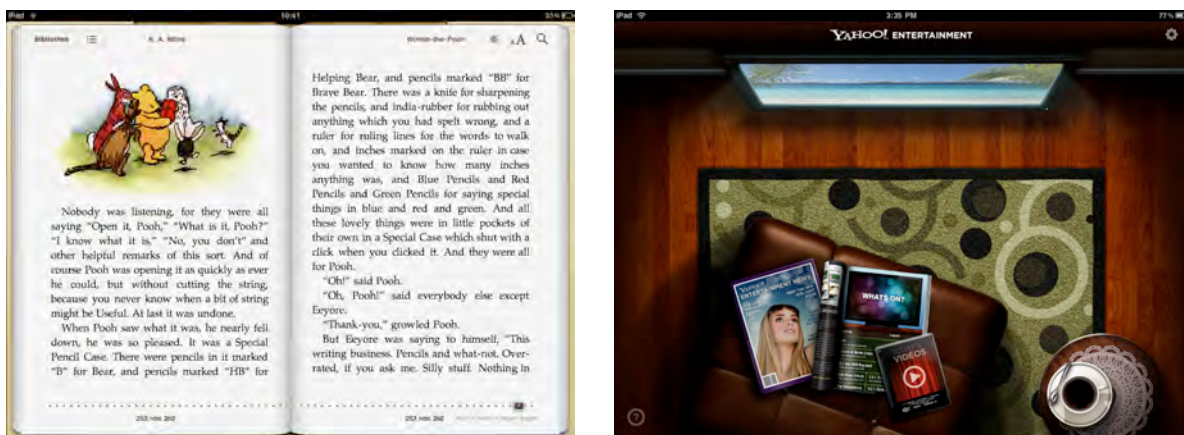 iPad
10:41
93%
Bibliothek
A. A. Milne
Winnie-the-Pooh
AA
Nobody was listening, for they were all
saying “Open it, Pooh,” “What is it, Pooh?”
“I know what it is,” “No, you don’t” and
other helpful remarks of this sort. And of
course Pooh was opening it as quickly as ever
he could, but without cutting the string,
because you never know when a bit of string
might be Useful. At last it was undone.
When Pooh saw what it was, he nearly fell
down, he was so pleased. It was a Special
Pencil Case. There were pencils in it marked
“B” for Bear, and pencils marked “HB” for
252 von 260
Helping Bear, and pencils marked “BB” for
Brave Bear. There was a knife for sharpening
the pencils, and india-rubber for rubbing out
anything which you had spelt wrong, and a
ruler for ruling lines for the words to walk
on, and inches marked on the ruler in case
you wanted to know how many inches
anything was, and Blue Pencils and Red
Pencils and Green Pencils for saying special
things in blue and red and green. And all
these lovely things were in little pockets of
their own in a Special Case which shut with a
click when you clicked it. And they were all
for Pooh.
“Oh!” said Pooh.
“Oh, Pooh!” said everybody else except
Eeyore.
“Thank-you,” growled Pooh.
But Eeyore was saying to himself, “This
writing business. Pencils and what-not. Over-
rated, if you ask me. Silly stuff. Nothing in
253 von 260
iPad
3:35 PM
77%
YAHOO! ENTERTAINMENT
YAHOO!
ENTERTAINMENT NEWS
WHAT'S ON?
VIDEOS
?